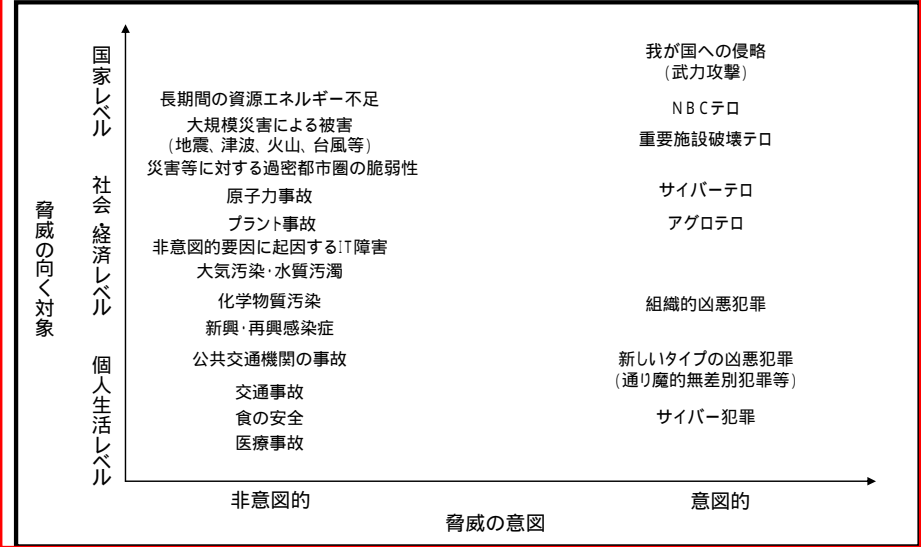 脅威の向く対象
国家レベル
社会・経済レベル
個人生活レベル
長期間の資源エネルギー不足
大規模災害による被害
(地震、津波、火山、台風等)
災害等に対する過密都市圏の脆弱性
原子力事故
プラント事故
非意図的要因に起因するIT障害
大気汚染・水質汚濁
化学物質汚染
新興・再興感染症
公共交通機関の事故
交通事故
食の安全
医療事故
我が国への侵略
(武力攻撃)
NBCテロ
重要施設破壊テロ
サイバーテロ
アグロテロ
組織的凶悪犯罪
新しいタイプの凶悪犯罪
(通り魔的無差別犯罪等)
サイバー犯罪
非意図的
意図的
脅威の意図